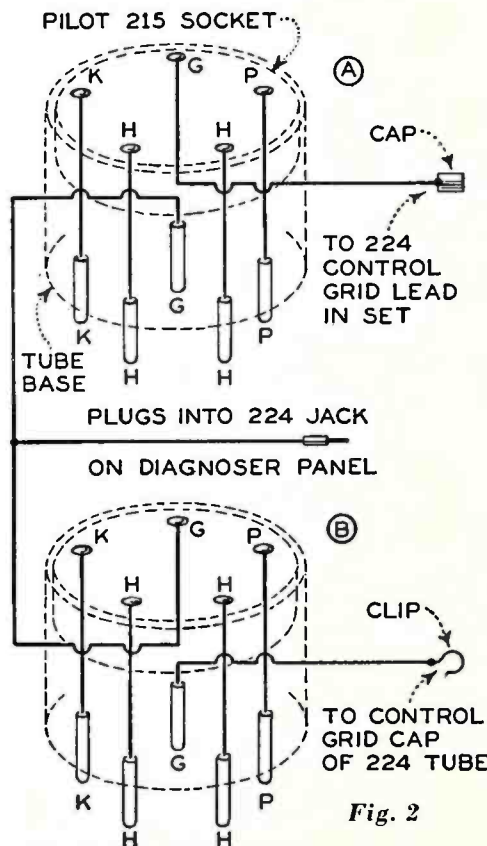 PILOT 215 SOCKET
A
K
G
P
H
H
CAP
TO 224
CONTROL
GRID LEAD
IN SET
G
K
P
H
H
TUBE
BASE
PLUGS INTO 224 JACK
ON DIAGNOSER PANEL
B
K
G
P
H
H
CLIP
TO CONTROL
GRID CAP
OF 224 TUBE
G
K
P
H
H
Fig. 2